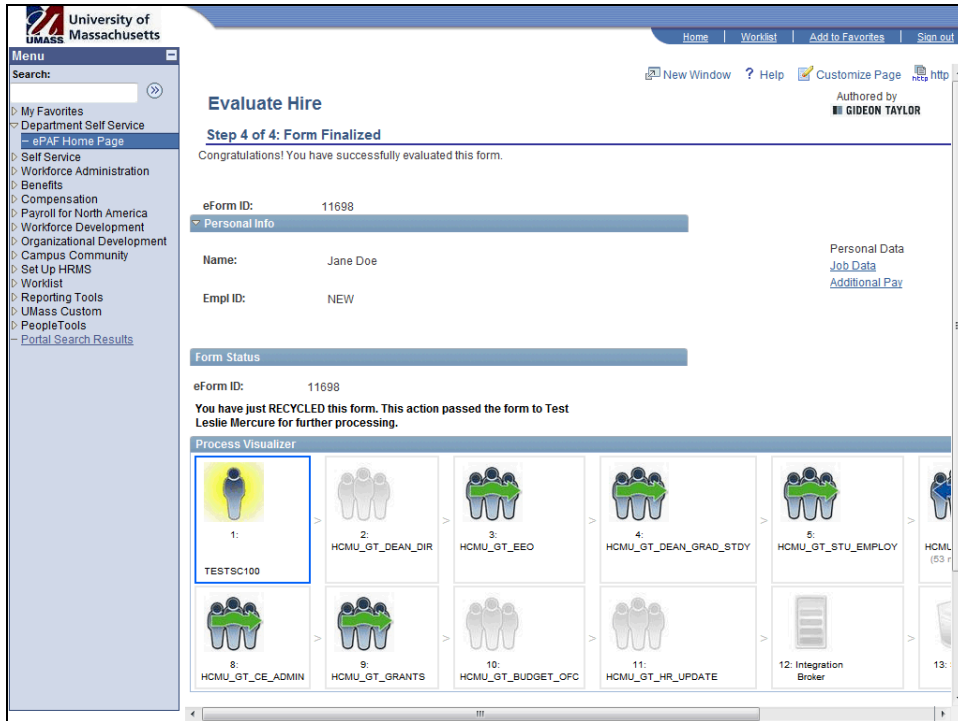 University of
UMASS Massachusetts
Home Worklist Add to Favorites Sign out
Menu
Search:
My Favorites
Department Self Service
ePAF Home Page
Self Service
Workforce Administration
Benefits
Compensation
Payroll for North America
Workforce Development
Organizational Development
Campus Community
Set Up HRMS
Worklist
Reporting Tools
UMass Custom
PeopleTools
Portal Search Results
New Window ? Help Customize Page http
Authored by
GIDEON TAYLOR
Evaluate Hire
Step 4 of 4: Form Finalized
Congratulations! You have successfully evaluated this form.
eForm ID: 11698
Personal Info
Name: Jane Doe
Empl ID: NEW
Personal Data
Job Data
Additional Pay
Form Status
eForm ID: 11698
You have just RECYCLED this form. This action passed the form to Test
Leslie Mercure for further processing.
Process Visualizer
1:
TESTSC100
2:
HCMU_GT_DEAN_DIR
3:
HCMU_GT_EEO
4:
HCMU_GT_DEAN_GRAD_STDY
5:
HCMU_GT_STU_EMPLOY
HCMU
(53
8:
HCMU_GT_CE_ADMIN
9:
HCMU_GT_GRANTS
10:
HCMU_GT_BUDGET_OFC
11:
HCMU_GT_HR_UPDATE
12: Integration
Broker
13: